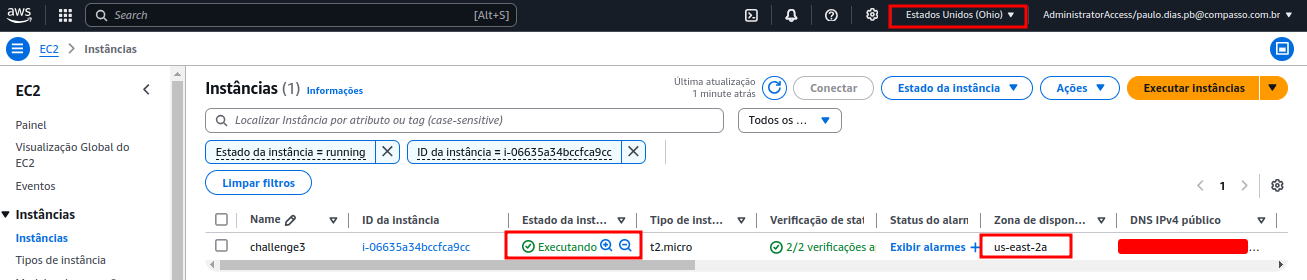 aws
Search [Alt+S]
Estados Unidos (Ohio) ▼
AdministratorAccess/paulo.dias.pb@compasso.com.br ▼
EC2 > Instâncias
EC2
Painel
Visualização Global do
EC2
Eventos
▼ Instâncias
Instâncias
Tipos de instância
Instâncias (1) Informações
Última atualização
1 minute atrás
Conectar
Estado da instância ▼
Ações ▼
Executar instâncias ▼
Localizar Instância por atributo ou tag (case-sensitive)
Todos os ... ▼
Estado da instância = running
ID da instância = i-06635a34bccfca9cc
Limpar filtros
< 1 >
Name ID da instância Estado da inst... Tipo de inst... Verificação de stat Status do alarn Zona de dispon... DNS IPv4 público
challenge3 i-06635a34bccfca9cc Executando t2.micro 2/2 verificações a Exibir alarmes + us-east-2a ...